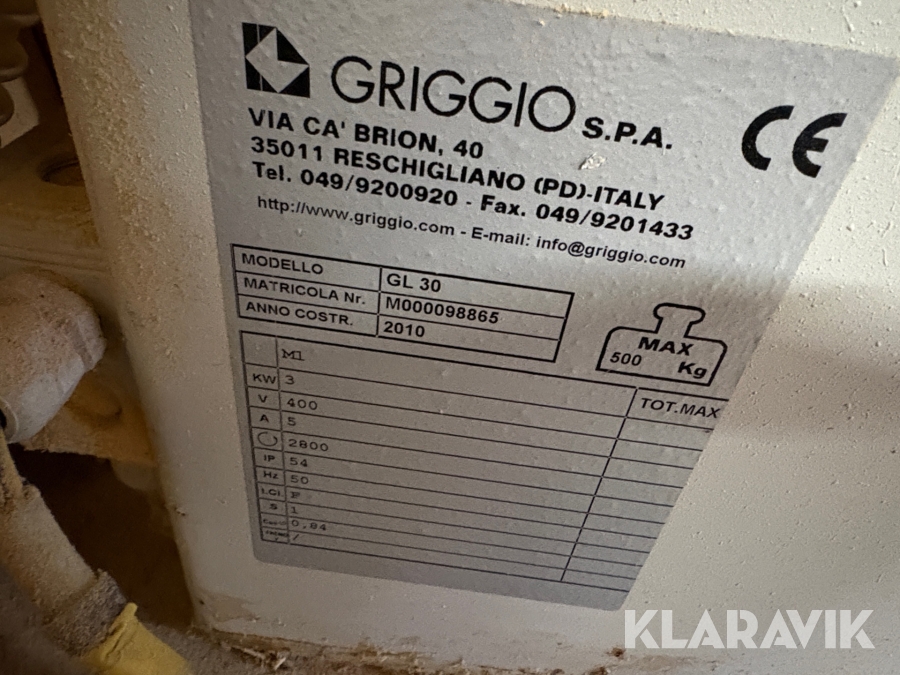 GRIGGIO S.P.A.
CE
VIA CA' BRION, 40
35011 RESCHIGLIANO (PD)-ITALY
Tel. 049/9200920 - Fax. 049/9201433
http://www.griggio.com - E-mail: info@griggio.com
MODELLO GL 30
MATRICOLA Nr. M000098865
ANNO COSTR. 2010
MAX
500 Kg
M1
TOT.MAX
KW 3
V 400
A 5
2800
IP 54
Hz 50
I.Cl. F
S 1
0,84
/
KLARAVIK